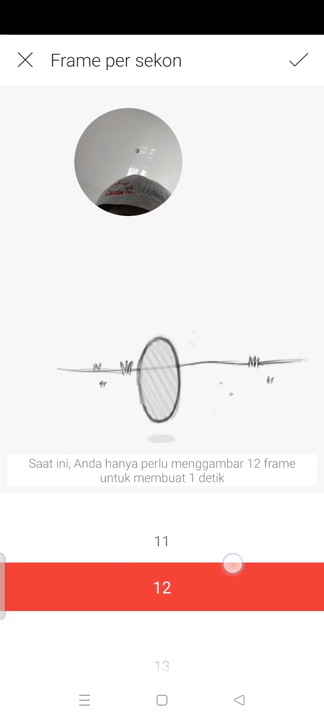 Frame per sekon
Saat ini, Anda hanya perlu menggambar 12 frame
untuk membuat 1 detik
11
12
13